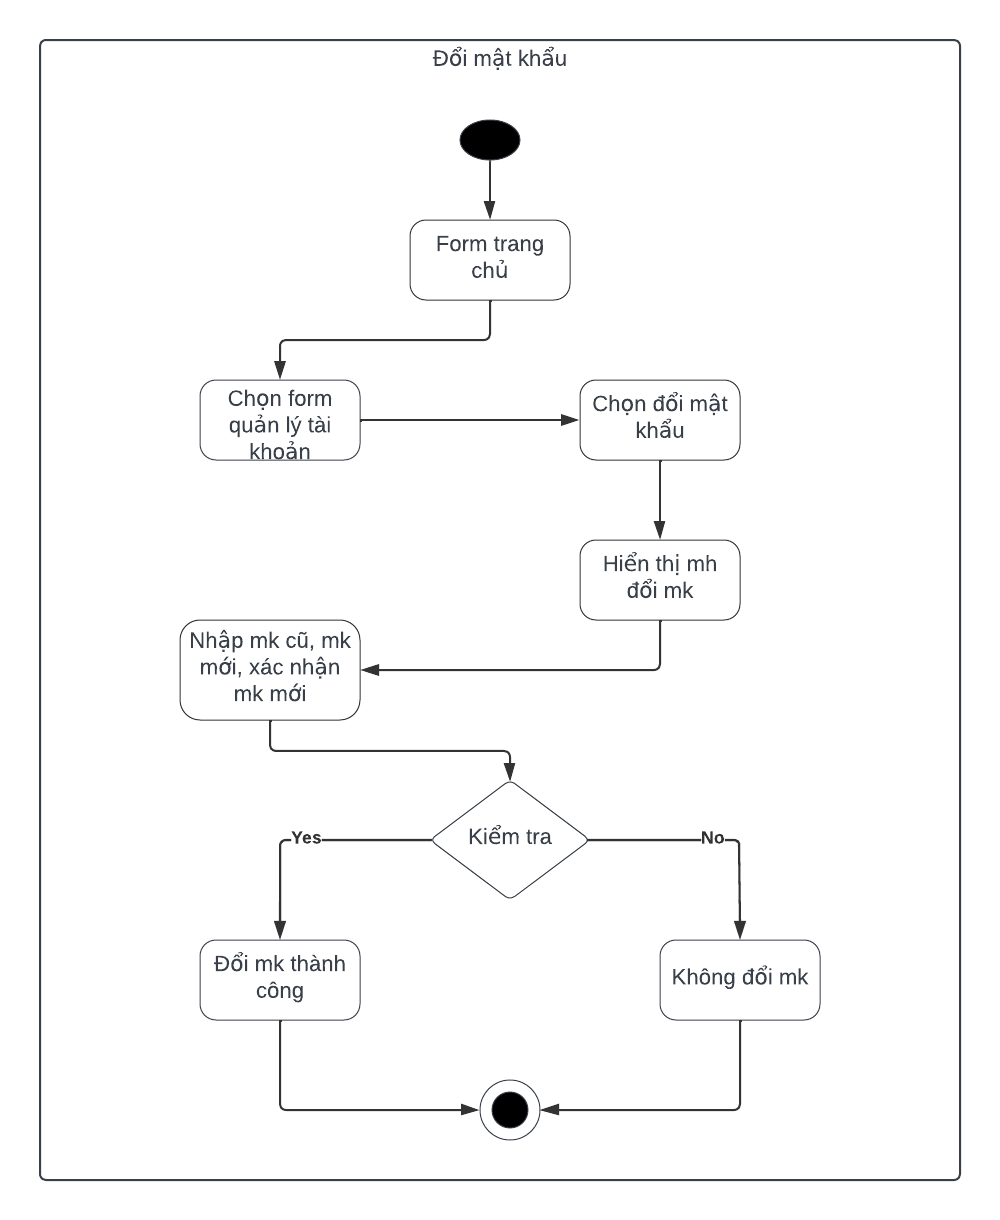 Đổi mật khẩu
Form trang
chủ
Chọn form
quản lý tài
khoản
Chọn đổi mật
khẩu
Hiển thị mh
đổi mk
Nhập mk cũ, mk
mới, xác nhận
mk mới
Kiểm tra
Yes
No
Đổi mk thành
công
Không đổi mk